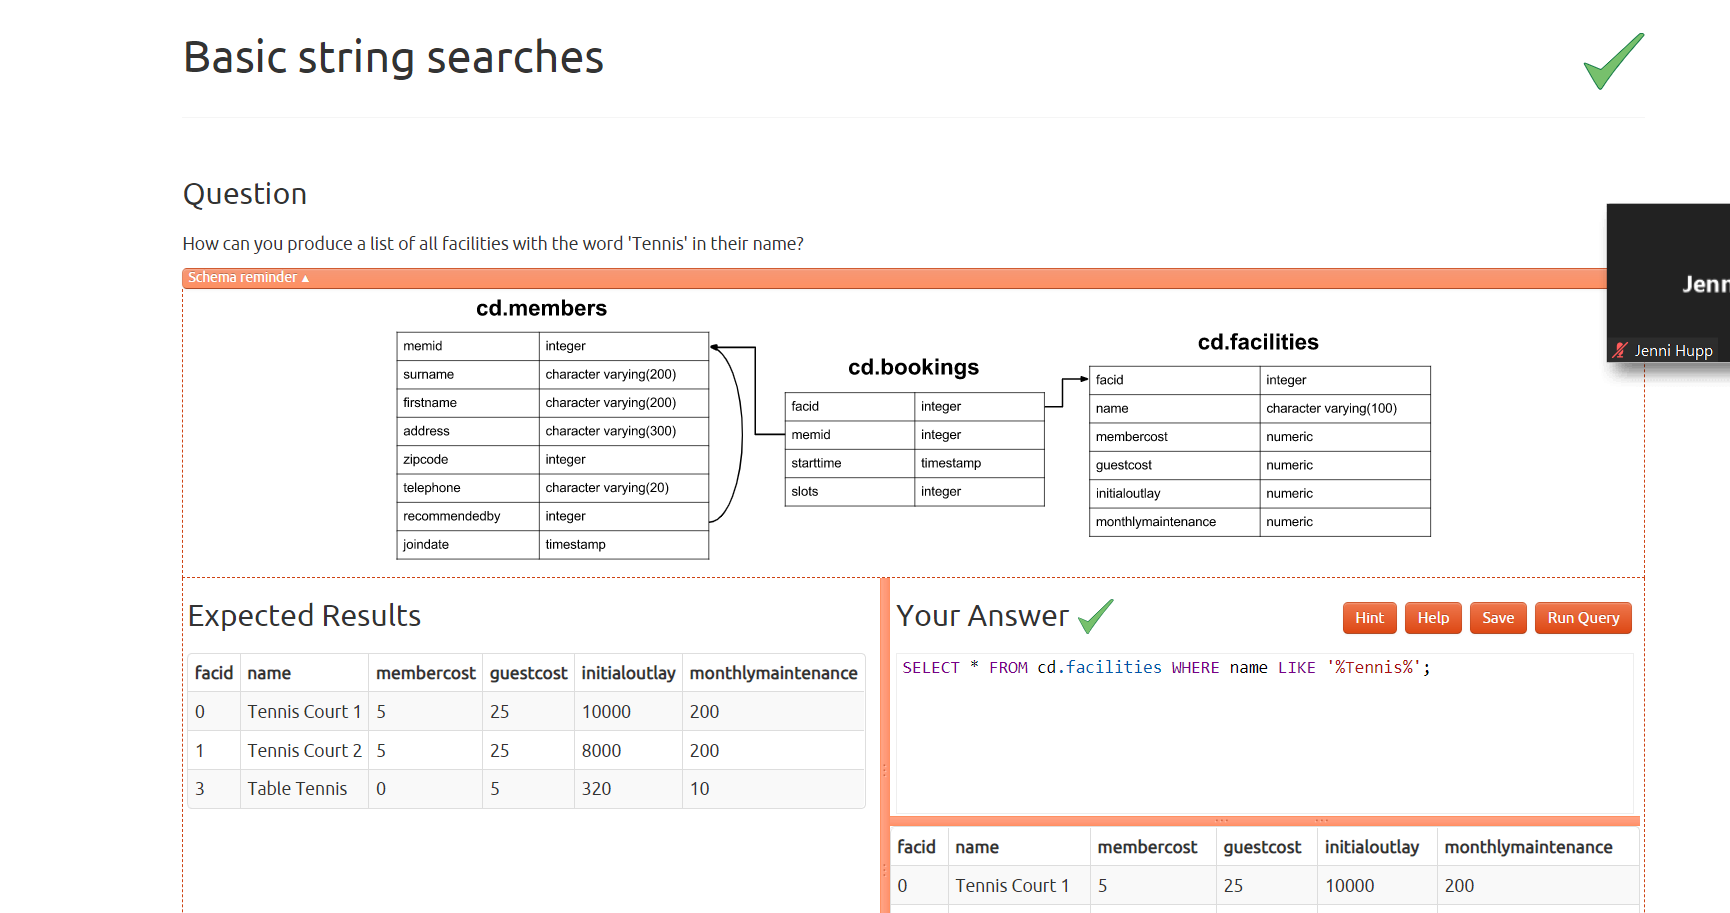 Basic string searches
Question
How can you produce a list of all facilities with the word 'Tennis' in their name?
Schema reminder ▲
cd.members
memid integer
surname character varying(200)
firstname character varying(200)
address character varying(300)
zipcode integer
telephone character varying(20)
recommendedby integer
joindate timestamp
cd.bookings
facid integer
memid integer
starttime timestamp
slots integer
cd.facilities
facid integer
name character varying(100)
membercost numeric
guestcost numeric
initialoutlay numeric
monthlymaintenance numeric
Jenn
Jenni Hupp
Expected Results
facid name membercost guestcost initialoutlay monthlymaintenance
0 Tennis Court 1 5 25 10000 200
1 Tennis Court 2 5 25 8000 200
3 Table Tennis 0 5 320 10
Your Answer
Hint Help Save Run Query
SELECT * FROM cd.facilities WHERE name LIKE '%Tennis%';
facid name membercost guestcost initialoutlay monthlymaintenance
0 Tennis Court 1 5 25 10000 200